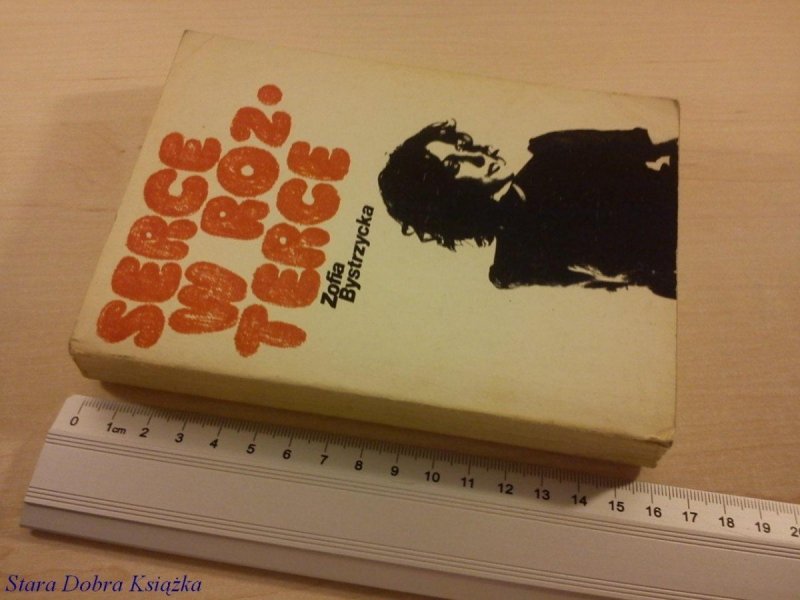 SERCE
W ROZ.
TERCE
Zofia
Bystrzycka
0 1cm 2 3 4 5 6 7 8 9 10 11 12 13 14 15 16 17 18 19 20
Stara Dobra Książka